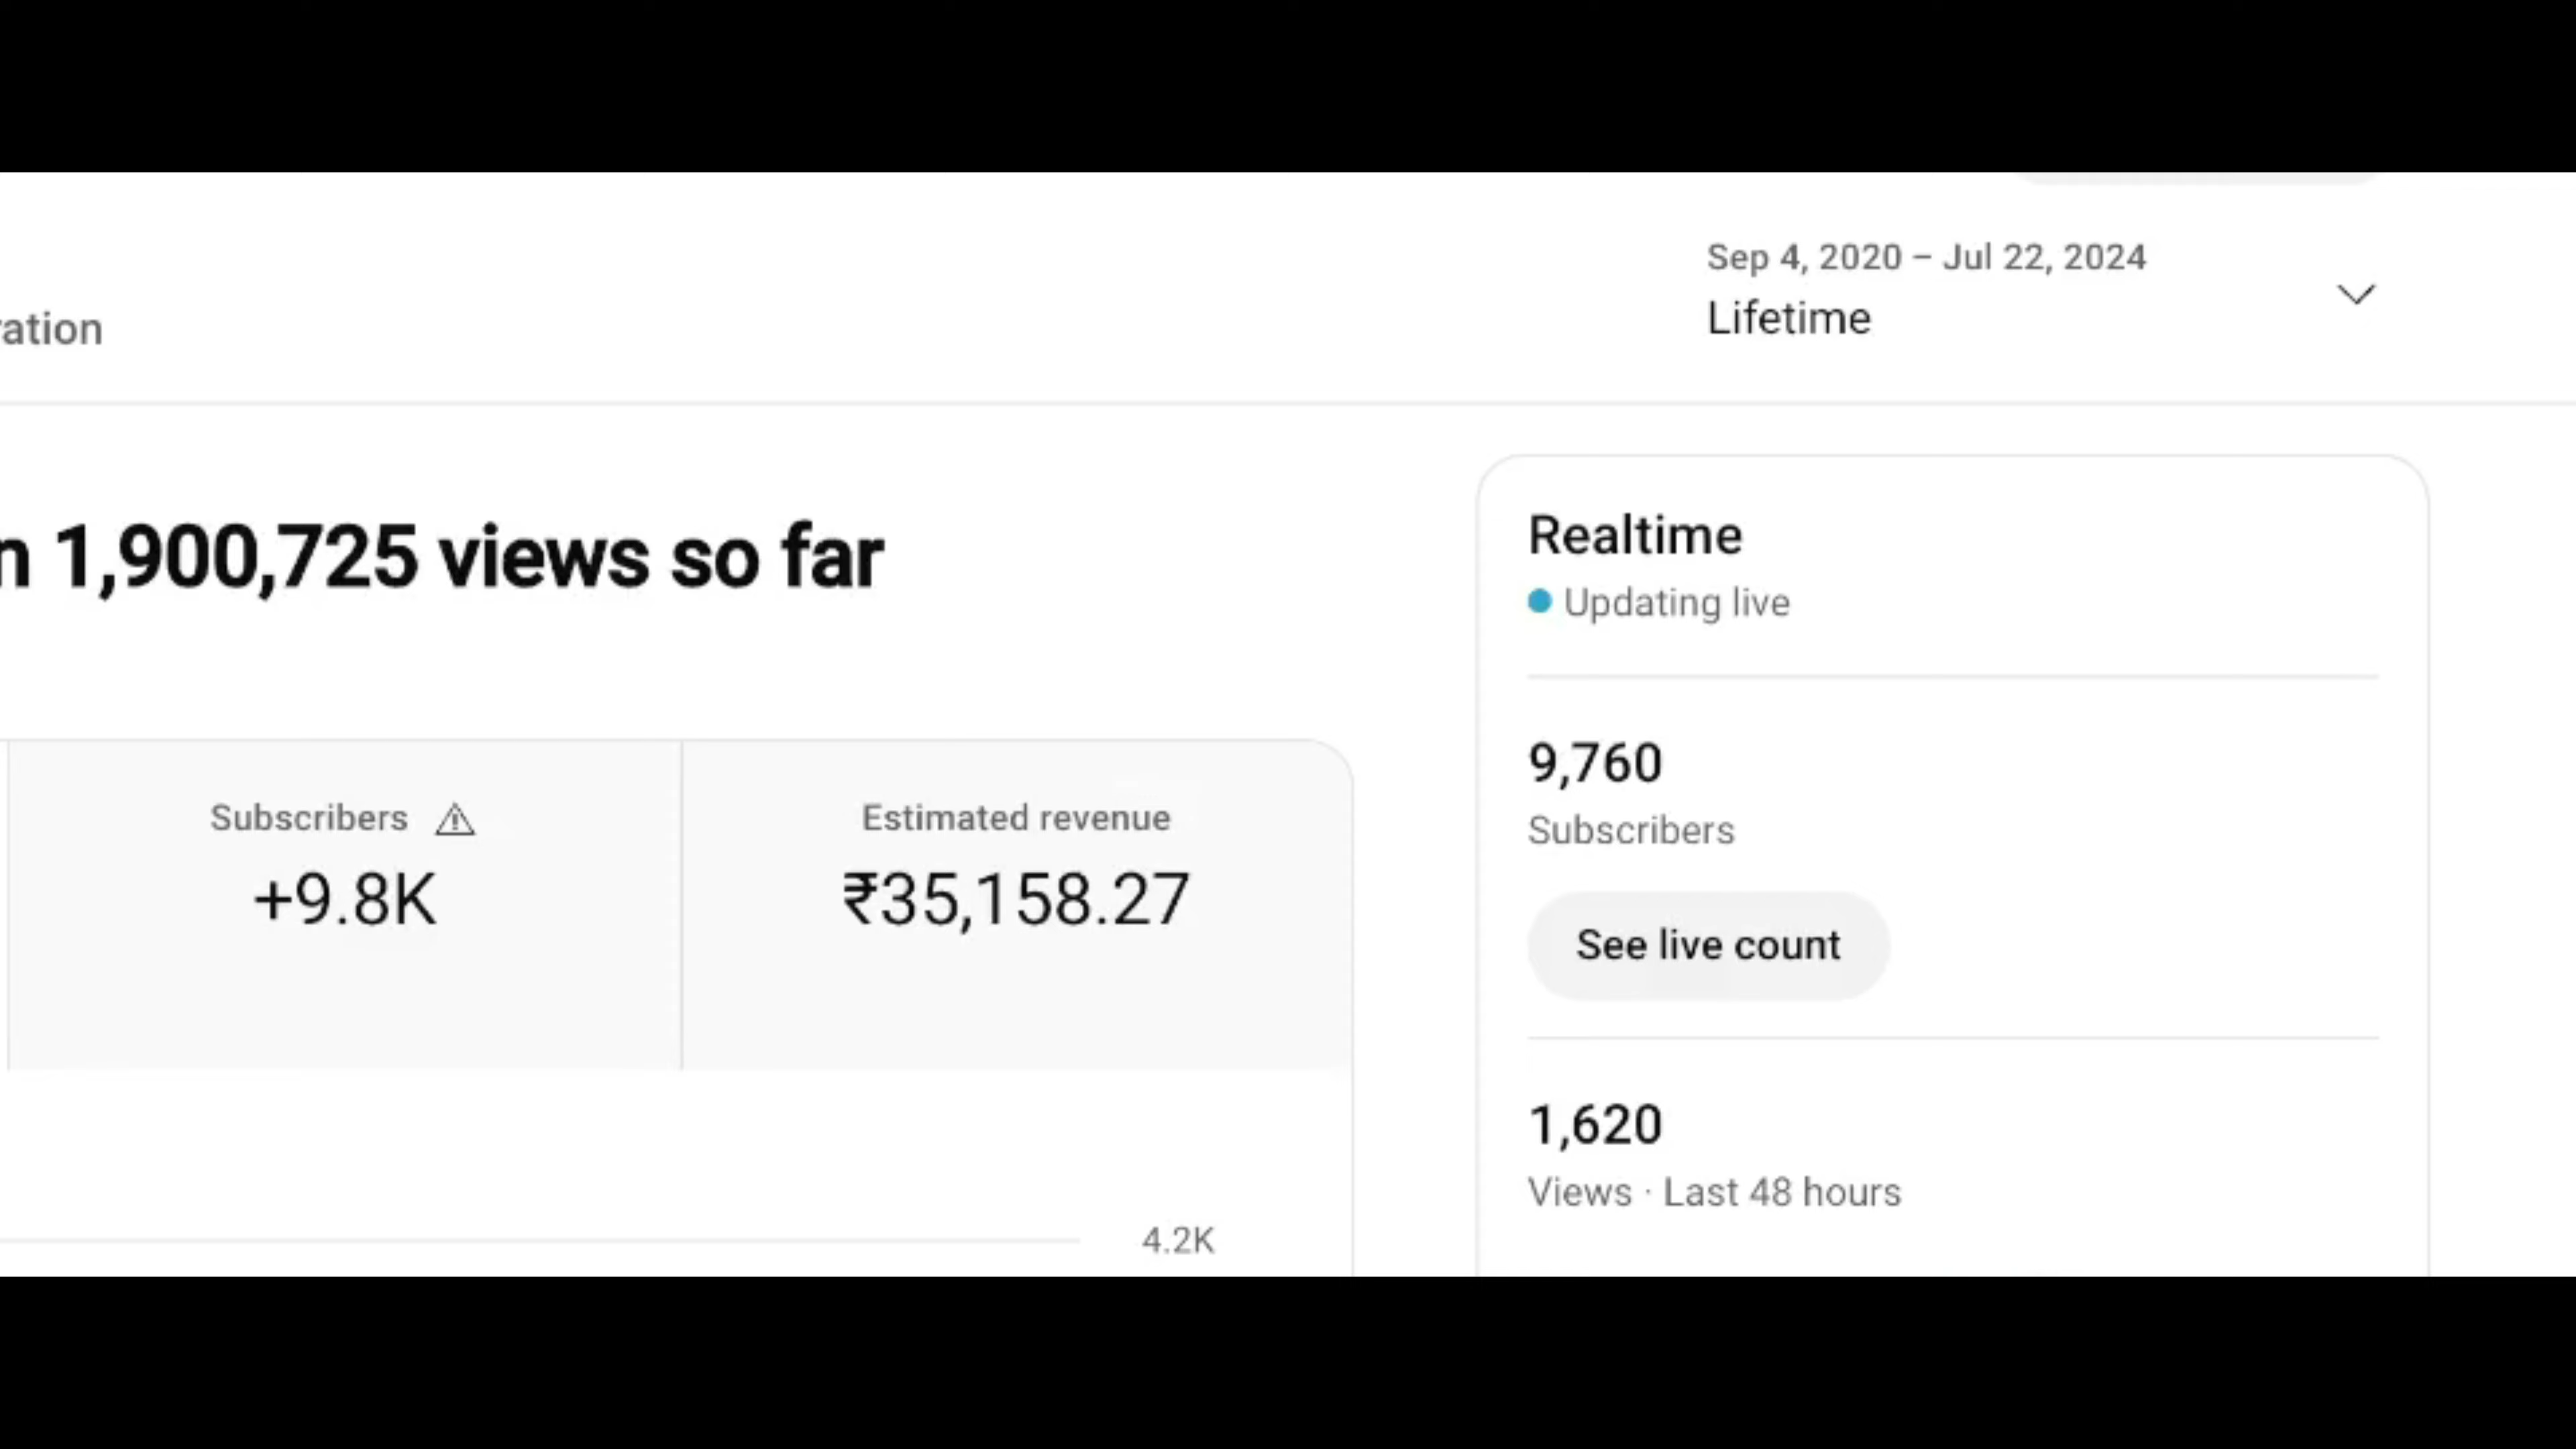 Sep 4, 2020 – Jul 22, 2024
Lifetime
ration
n 1,900,725 views so far
Subscribers
+9.8K
Estimated revenue
₹35,158.27
4.2K
Realtime
Updating live
9,760
Subscribers
See live count
1,620
Views · Last 48 hours